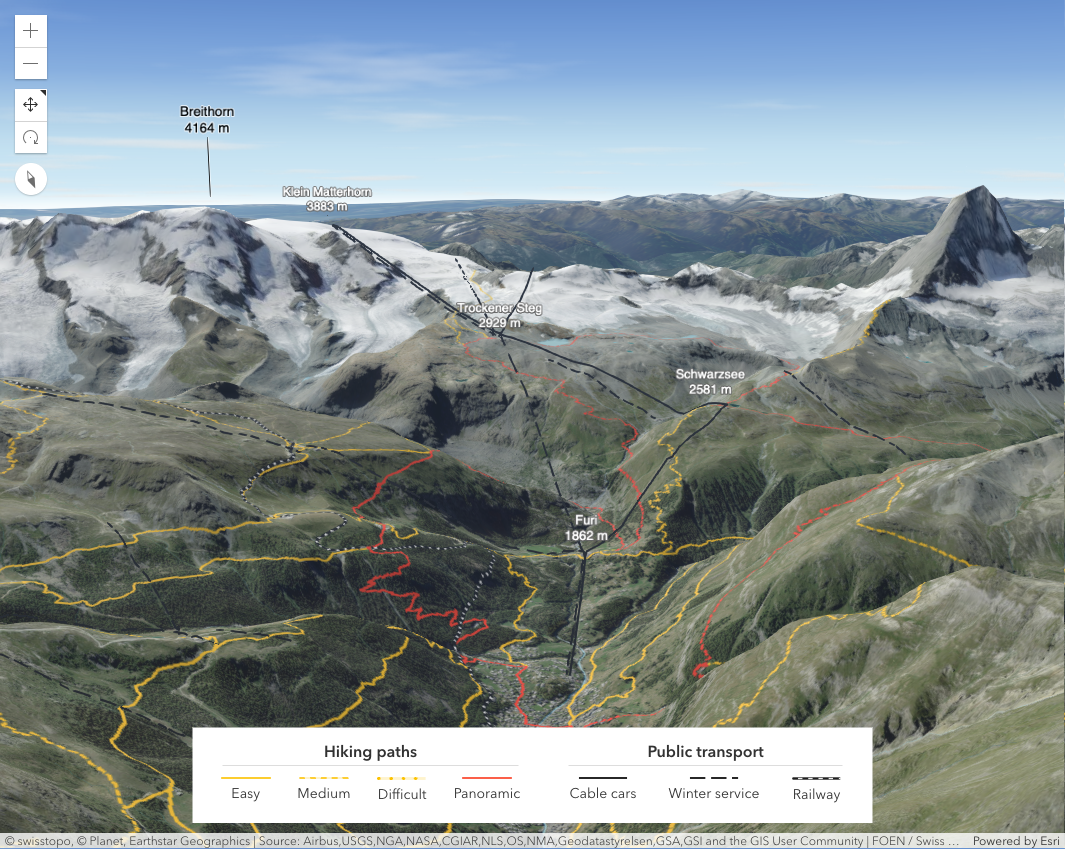 Breithorn
4164 m
Klein Matterhorn
3883 m
Trockener Steg
2929 m
Schwarzsee
2581 m
Furi
1862 m
Hiking paths
Public transport
Easy
Medium
Difficult
Panoramic
Cable cars
Winter service
Railway
© swisstopo, © Planet, Earthstar Geographics | Source: Airbus,USGS,NGA,NASA,CGIAR,NLS,OS,NMA,Geodatastyrelsen,GSA,GSI and the GIS User Community | FOEN / Swiss ...
Powered by Esri